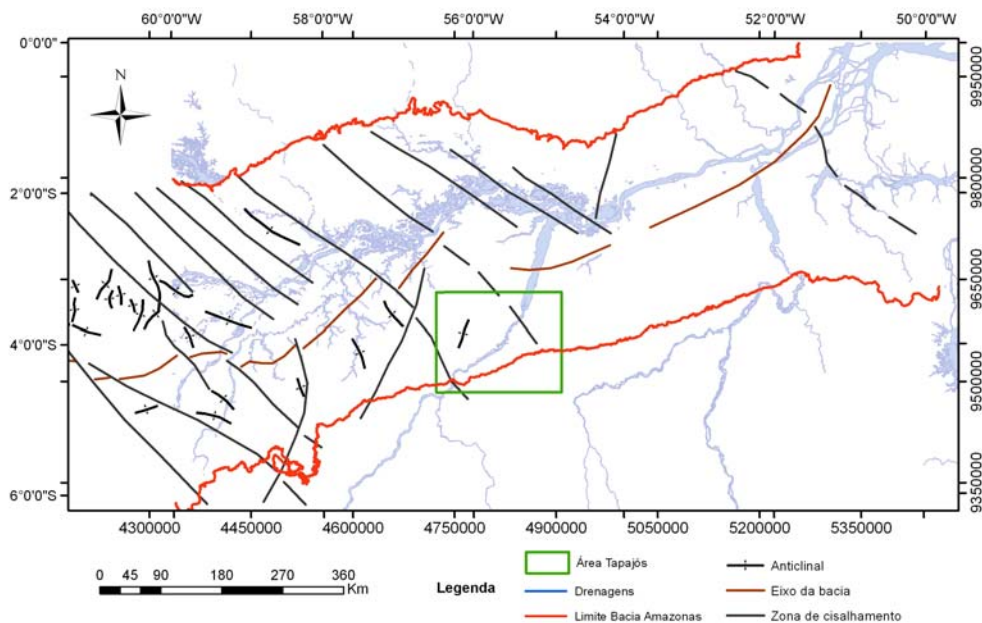 60°0'0"W 58°0'0"W 56°0'0"W 54°0'0"W 52°0'0"W 50°0'0"W
0°0'0"
N
9950000
2°0'0"S
9800000
9650000
4°0'0"S
9500000
6°0'0"S
9350000
4300000 4450000 4600000 4750000 4900000 50500000 52000000 53500000
0 45 90 180 270 360
Km
Legenda
Área Tapajós
Drenagens
Limite Bacia Amazonas
Anticlinal
Eixo da bacia
Zona de cisalhamento